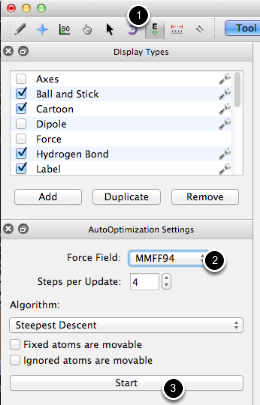 1
90
E
Tool
Display Types
Axes
Ball and Stick
Cartoon
Dipole
Force
Hydrogen Bond
Label
Add Duplicate Remove
AutoOptimization Settings
Force Field: MMFF94 2
Steps per Update: 4
Algorithm:
Steepest Descent
Fixed atoms are movable
Ignored atoms are movable
Start 3